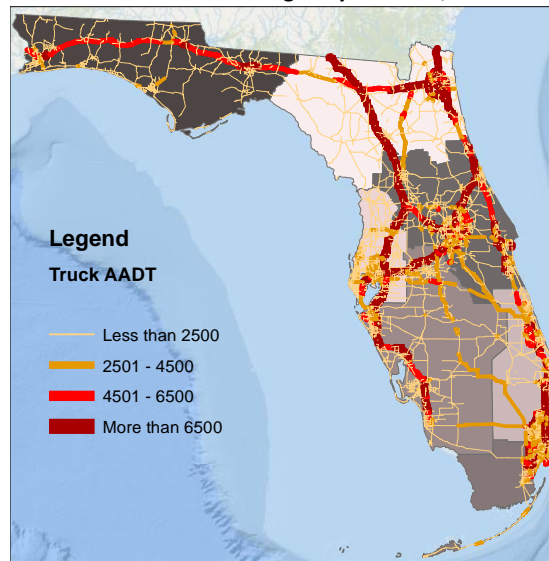 Legend
Truck AADT
Less than 2500
2501 - 4500
4501 - 6500
More than 6500